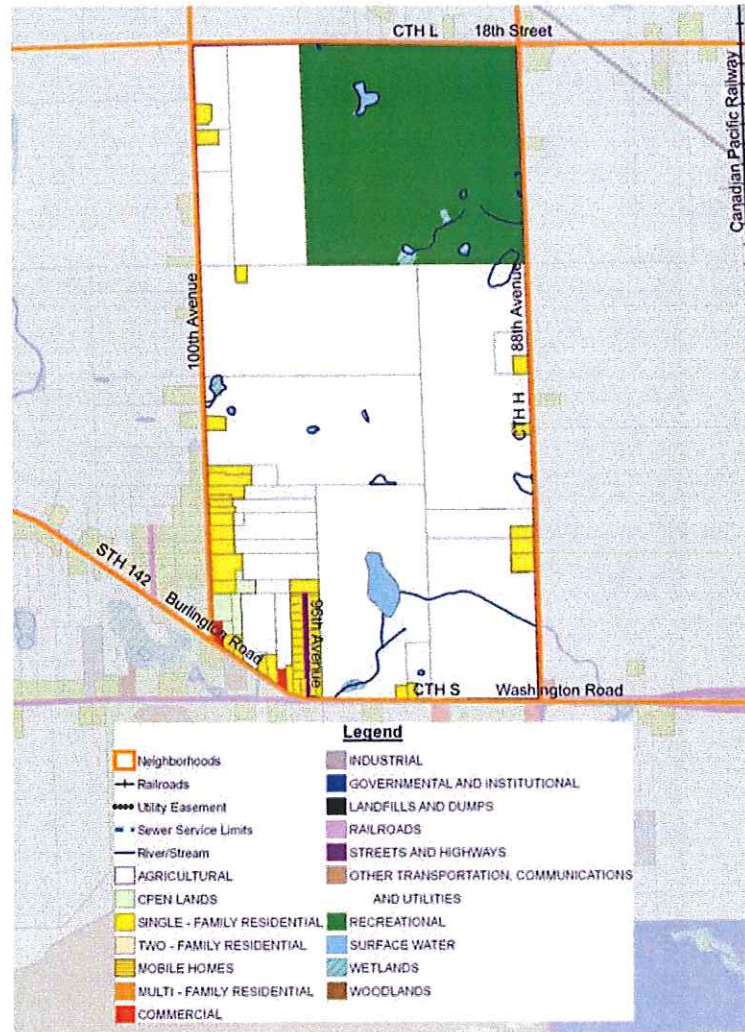 CTH L 18th Street
Canadian Pacific Railway
100th Avenue
88th Avenue
CTH H
STH 142
Burlington Road
96th Avenue
CTH S Washington Road
Legend
Neighborhoods
Railroads
Utility Easement
Sewer Service Limits
River/Stream
AGRICULTURAL
OPEN LANDS
SINGLE - FAMILY RESIDENTIAL
TWO - FAMILY RESIDENTIAL
MOBILE HOMES
MULTI - FAMILY RESIDENTIAL
COMMERCIAL
INDUSTRIAL
GOVERNMENTAL AND INSTITUTIONAL
LANDFILLS AND DUMPS
RAILROADS
STREETS AND HIGHWAYS
OTHER TRANSPORTATION, COMMUNICATIONS
AND UTILITIES
RECREATIONAL
SURFACE WATER
WETLANDS
WOODLANDS